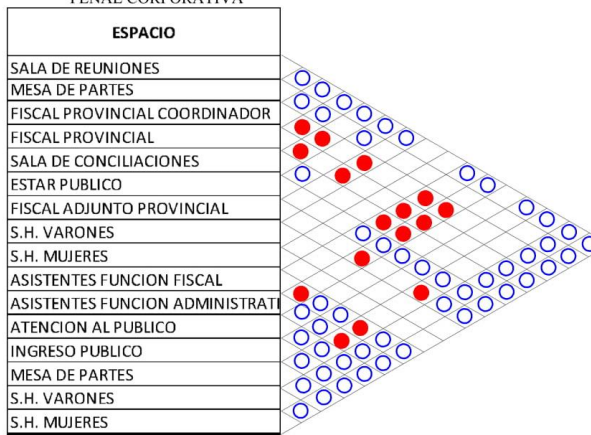 PENAL CORPORATIVA
ESPACIO
SALA DE REUNIONES
MESA DE PARTES
FISCAL PROVINCIAL COORDINADOR
FISCAL PROVINCIAL
SALA DE CONCILIACIONES
ESTAR PUBLICO
FISCAL ADJUNTO PROVINCIAL
S.H. VARONES
S.H. MUJERES
ASISTENTES FUNCION FISCAL
ASISTENTES FUNCION ADMINISTRATI
ATENCION AL PUBLICO
INGRESO PUBLICO
MESA DE PARTES
S.H. VARONES
S.H. MUJERES